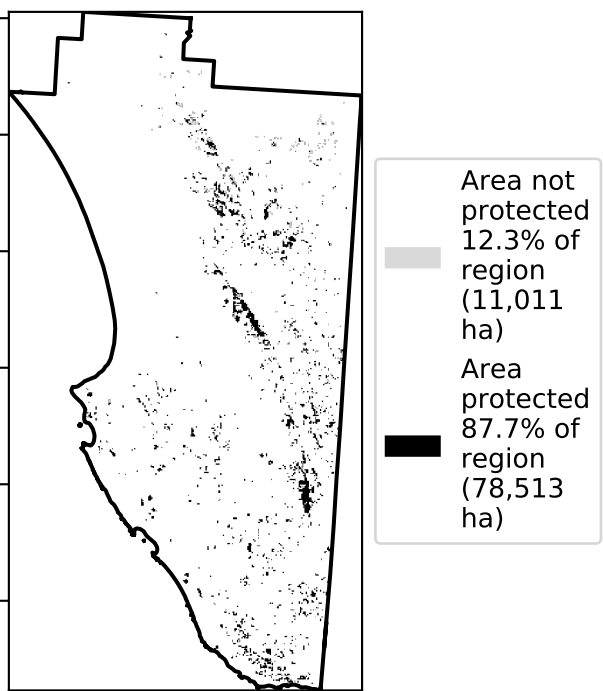 Area not
protected
12.3% of
region
(11,011
ha)
Area
protected
87.7% of
region
(78,513
ha)